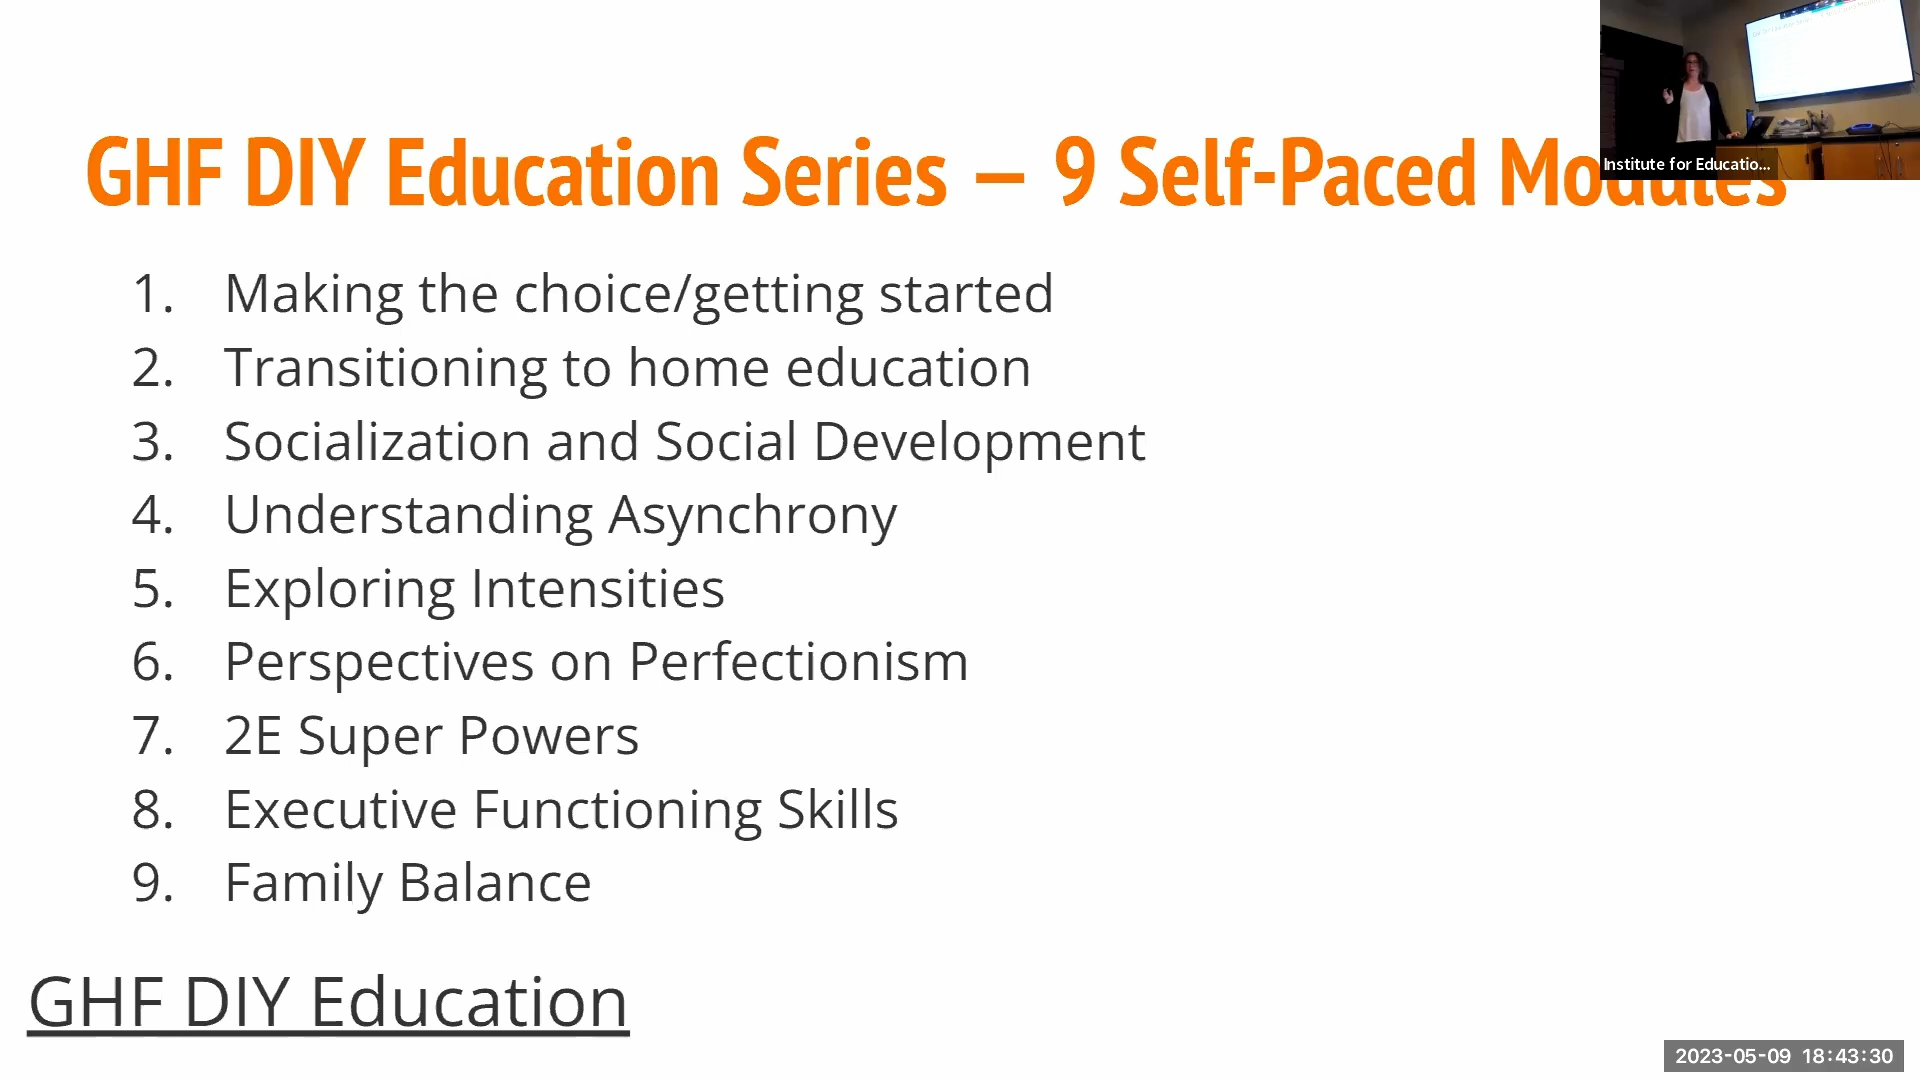 GHF DIY Education Series — 9 Self-Paced Modules
Institute for Educatio...
1. Making the choice/getting started
2. Transitioning to home education
3. Socialization and Social Development
4. Understanding Asynchrony
5. Exploring Intensities
6. Perspectives on Perfectionism
7. 2E Super Powers
8. Executive Functioning Skills
9. Family Balance
GHF DIY Education
2023-05-09 18:43:30